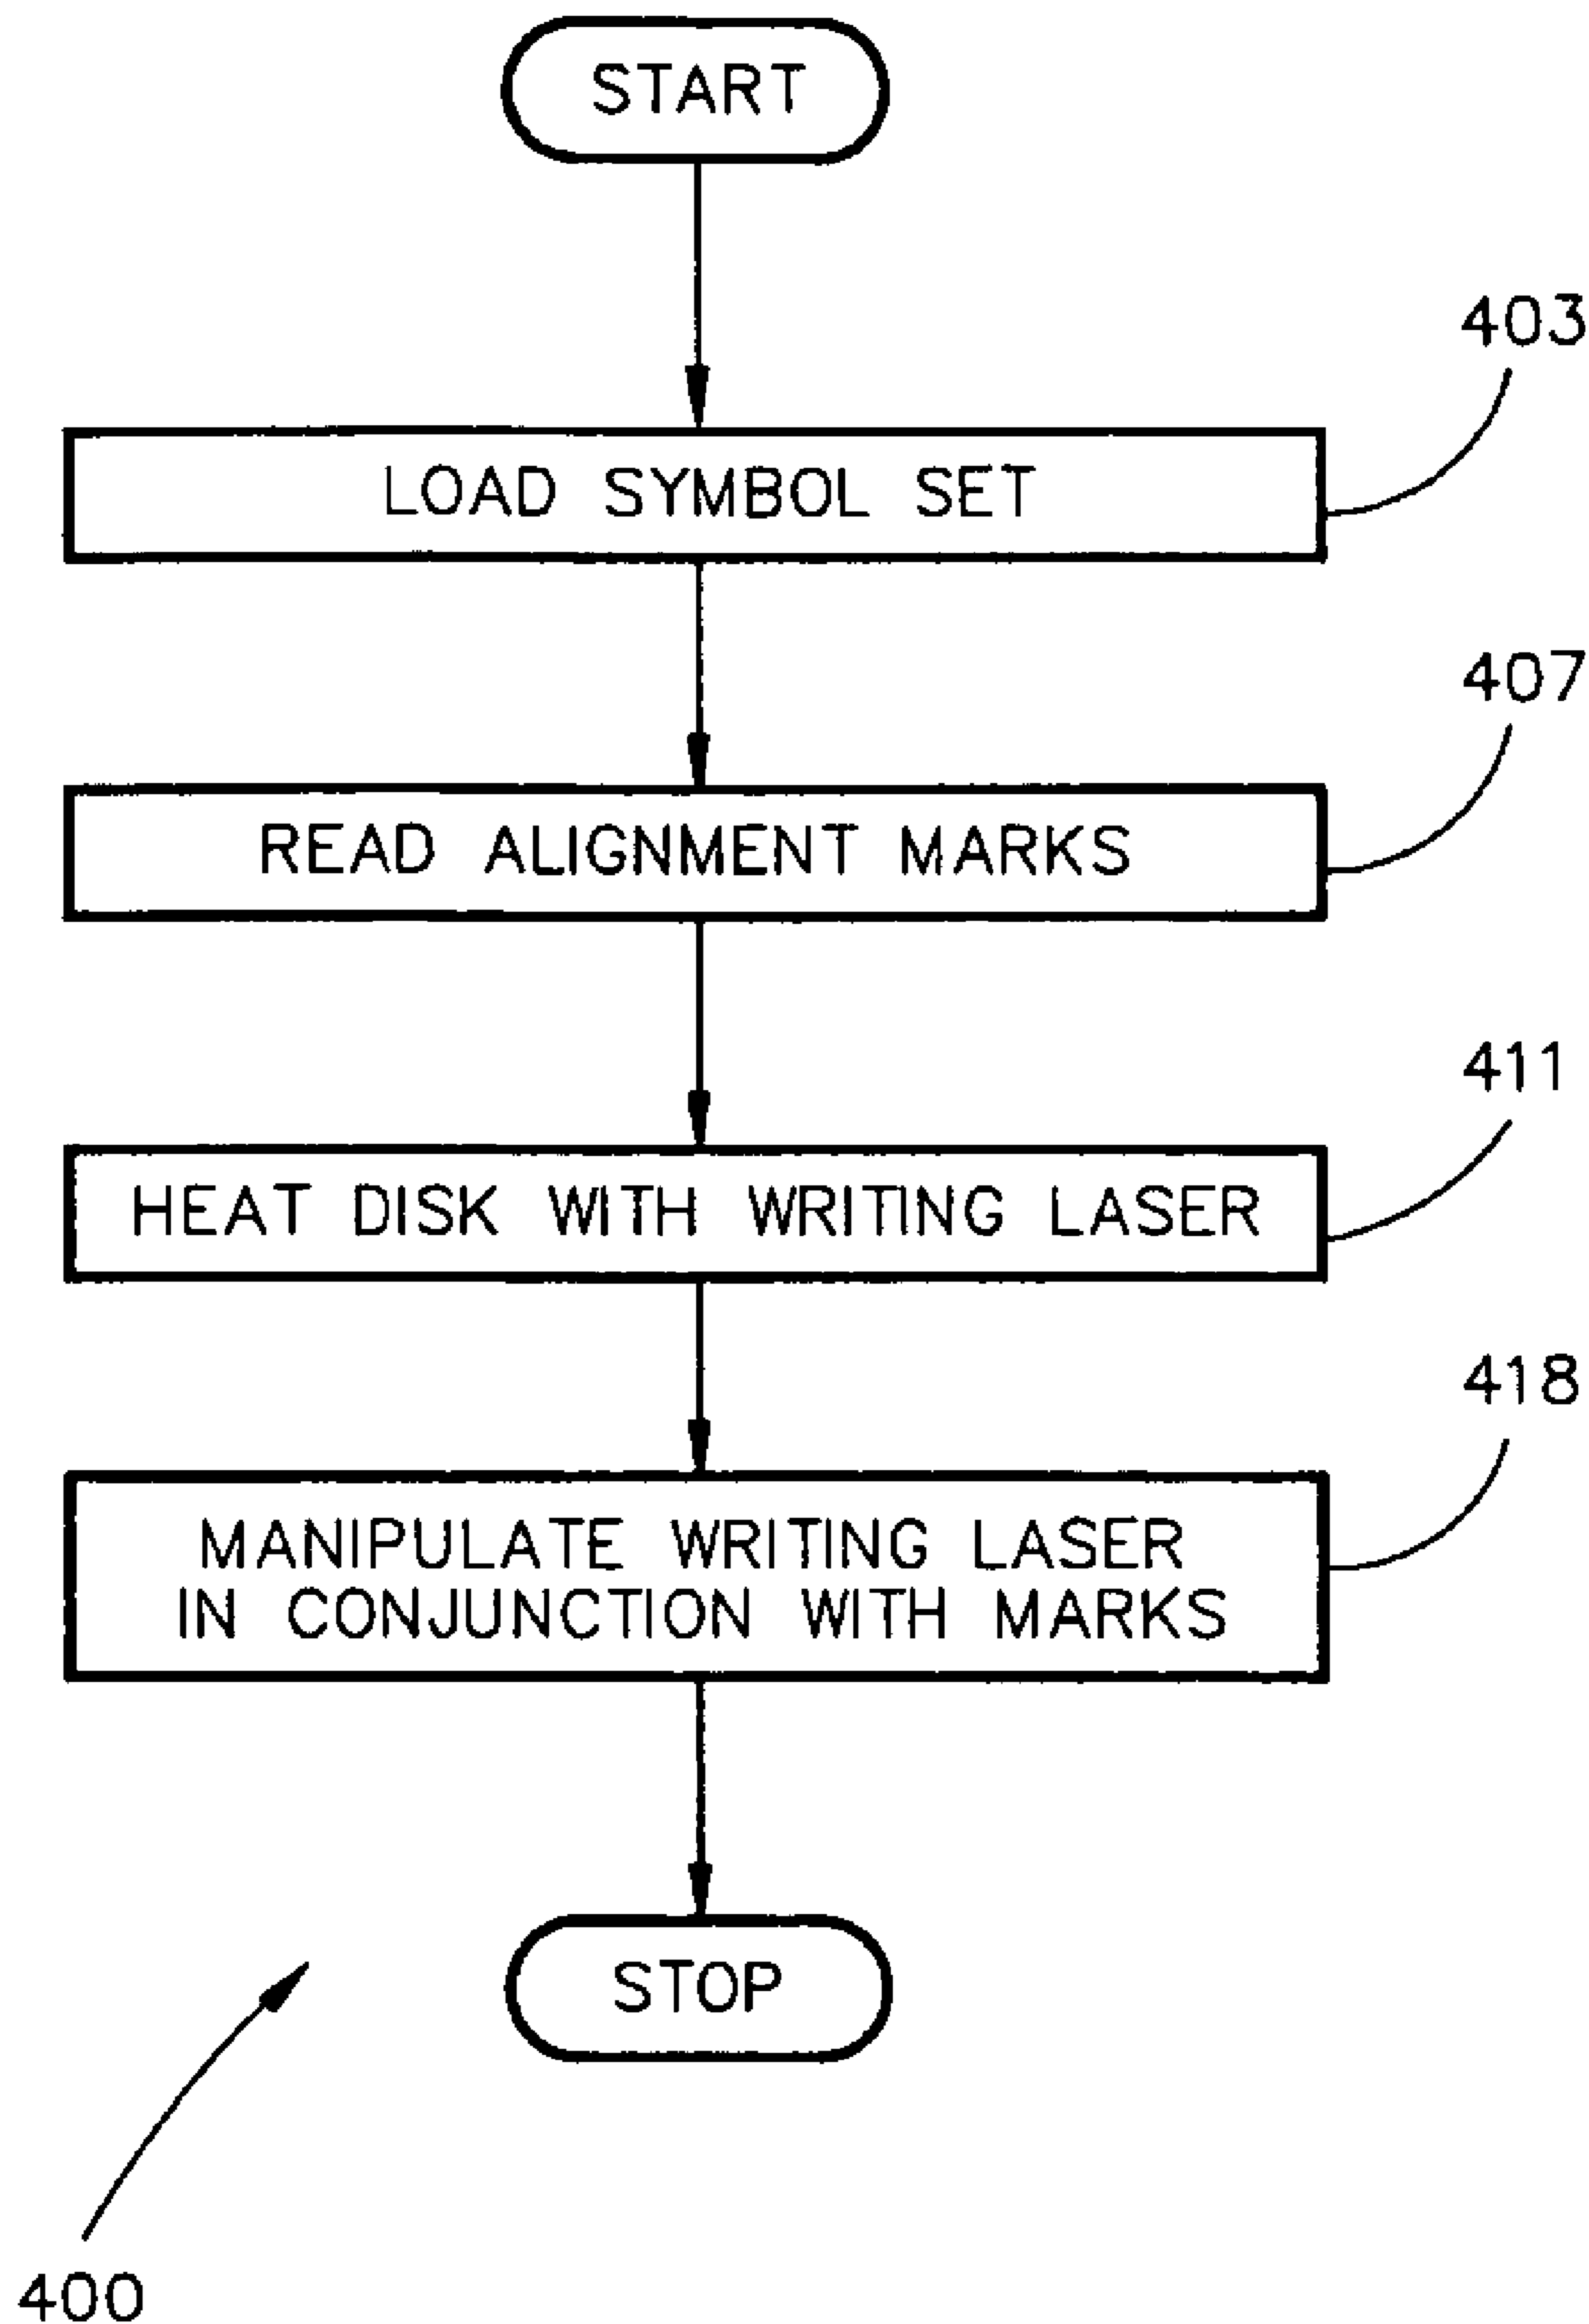 START
403
LOAD SYMBOL SET
407
READ ALIGNMENT MARKS
411
HEAT DISK WITH WRITING LASER
418
MANIPULATE WRITING LASER
IN CONJUNCTION WITH MARKS
STOP
400